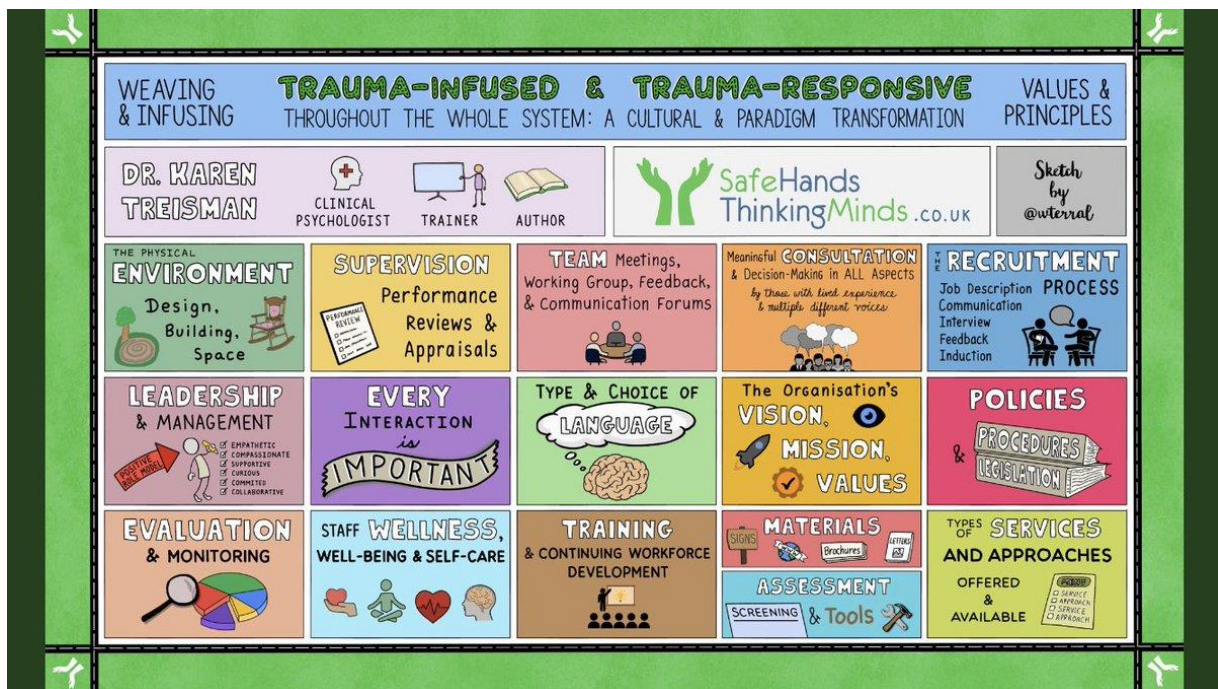 WEAVING
& INFUSING
TRAUMA-INFUSED & TRAUMA-RESPONSIVE
THROUGHOUT THE WHOLE SYSTEM: A CULTURAL & PARADIGM TRANSFORMATION
VALUES &
PRINCIPLES
DR. KAREN
TREISMAN
CLINICAL
PSYCHOLOGIST
TRAINER
AUTHOR
SafeHands
ThinkingMinds.CO.UK
Sketch
by
@wterral
THE PHYSICAL
ENVIRONMENT
Design,
Building,
Space
SUPERVISION
Performance
Reviews &
Appraisals
PERFORMANCE
REVIEW
TEAM Meetings,
Working Group, Feedback,
& Communication Forums
Meaningful CONSULTATION
& Decision-Making in ALL Aspects
by those with lived experience
& multiple different voices
THE RECRUITMENT
PROCESS
Job Description
Communication
Interview
Feedback
Induction
LEADERSHIP
& MANAGEMENT
POSITIVE
ROLE MODEL
EMPATHETIC
COMPASSIONATE
SUPPORTIVE
CURIOUS
COMMITED
COLLABORATIVE
EVERY
INTERACTION
is
IMPORTANT
TYPE & CHOICE OF
LANGUAGE
The Organisation's
VISION,
MISSION,
VALUES
POLICIES
&
PROCEDURES
LEGISLATION
EVALUATION
& MONITORING
STAFF WELLNESS,
WELL-BEING & SELF-CARE
TRAINING
& CONTINUING WORKFORCE
DEVELOPMENT
MATERIALS
SIGNS
Brochures
LETTERS
ASSESSMENT
SCREENING
& Tools
TYPES
OF SERVICES
AND APPROACHES
OFFERED
&
AVAILABLE
SERVICE
APPROACH
SERVICE
APPROACH